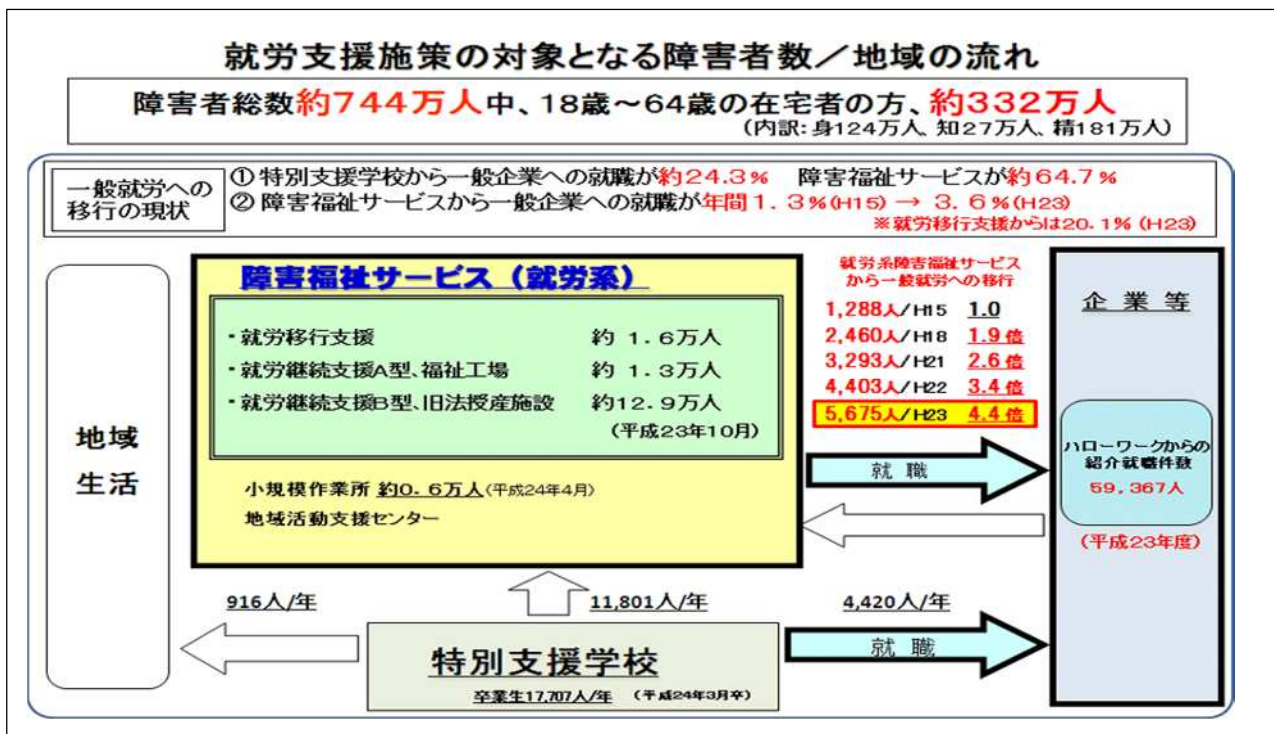 就労支援施策の対象となる障害者数／地域の流れ
障害者総数約744万人中、18歳～64歳の在宅者の方、約332万人
(内訳：身124万人、知27万人、精181万人)
一般就労への
移行の現状
① 特別支援学校から一般企業への就職が約24.3％　障害福祉サービスが約64.7％
② 障害福祉サービスから一般企業への就職が年間1.3％(H15) → 3.6％(H23)
※就労移行支援からは20.1％ (H23)
地域
生活
障害福祉サービス（就労系）
・就労移行支援　約 1.6万人
・就労継続支援A型、福祉工場　約 1.3万人
・就労継続支援B型、旧法授産施設　約12.9万人
(平成23年10月)
小規模作業所 約0.6万人(平成24年4月)
地域活動支援センター
就労系障害福祉サービス
から一般就労への移行
1,288人／H15　1.0
2,460人／H18　1.9倍
3,293人／H21　2.6倍
4,403人／H22　3.4倍
5,675人／H23　4.4倍
就職
企業等
ハローワークからの
紹介就職件数
59,367人
(平成23年度)
916人/年
11,801人/年
4,420人/年
就職
特別支援学校
卒業生17,707人/年　(平成24年3月卒)